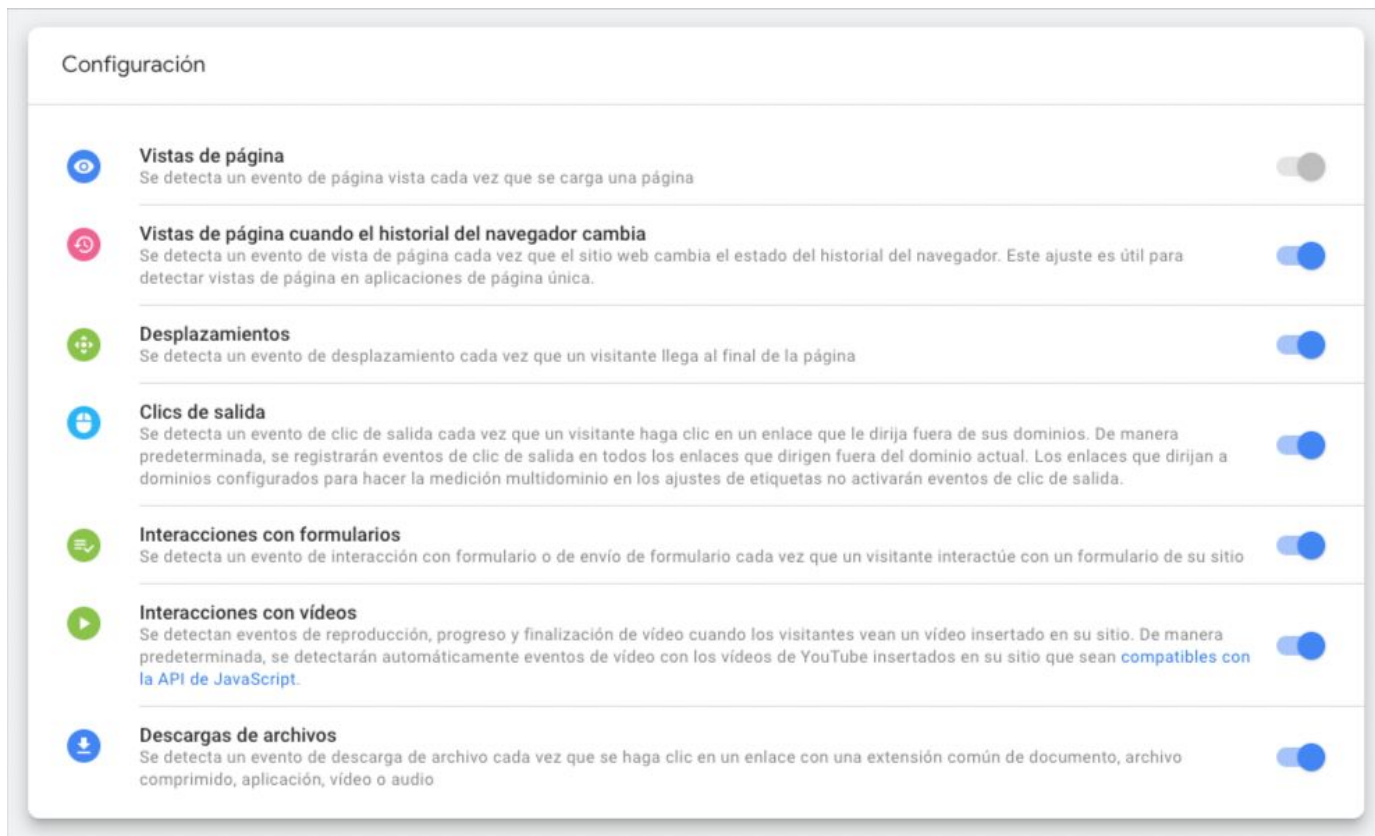 Configuración
Vistas de página
Se detecta un evento de página vista cada vez que se carga una página
Vistas de página cuando el historial del navegador cambia
Se detecta un evento de vista de página cada vez que el sitio web cambia el estado del historial del navegador. Este ajuste es útil para
detectar vistas de página en aplicaciones de página única.
Desplazamientos
Se detecta un evento de desplazamiento cada vez que un visitante llega al final de la página
Clics de salida
Se detecta un evento de clic de salida cada vez que un visitante haga clic en un enlace que le dirija fuera de sus dominios. De manera
predeterminada, se registrarán eventos de clic de salida en todos los enlaces que dirigen fuera del dominio actual. Los enlaces que dirijan a
dominios configurados para hacer la medición multidominio en los ajustes de etiquetas no activarán eventos de clic de salida.
Interacciones con formularios
Se detecta un evento de interacción con formulario o de envío de formulario cada vez que un visitante interactúe con un formulario de su sitio
Interacciones con vídeos
Se detectan eventos de reproducción, progreso y finalización de vídeo cuando los visitantes vean un vídeo insertado en su sitio. De manera
predeterminada, se detectarán automáticamente eventos de vídeo con los vídeos de YouTube insertados en su sitio que sean compatibles con
la API de JavaScript.
Descargas de archivos
Se detecta un evento de descarga de archivo cada vez que se haga clic en un enlace con una extensión común de documento, archivo
comprimido, aplicación, vídeo o audio